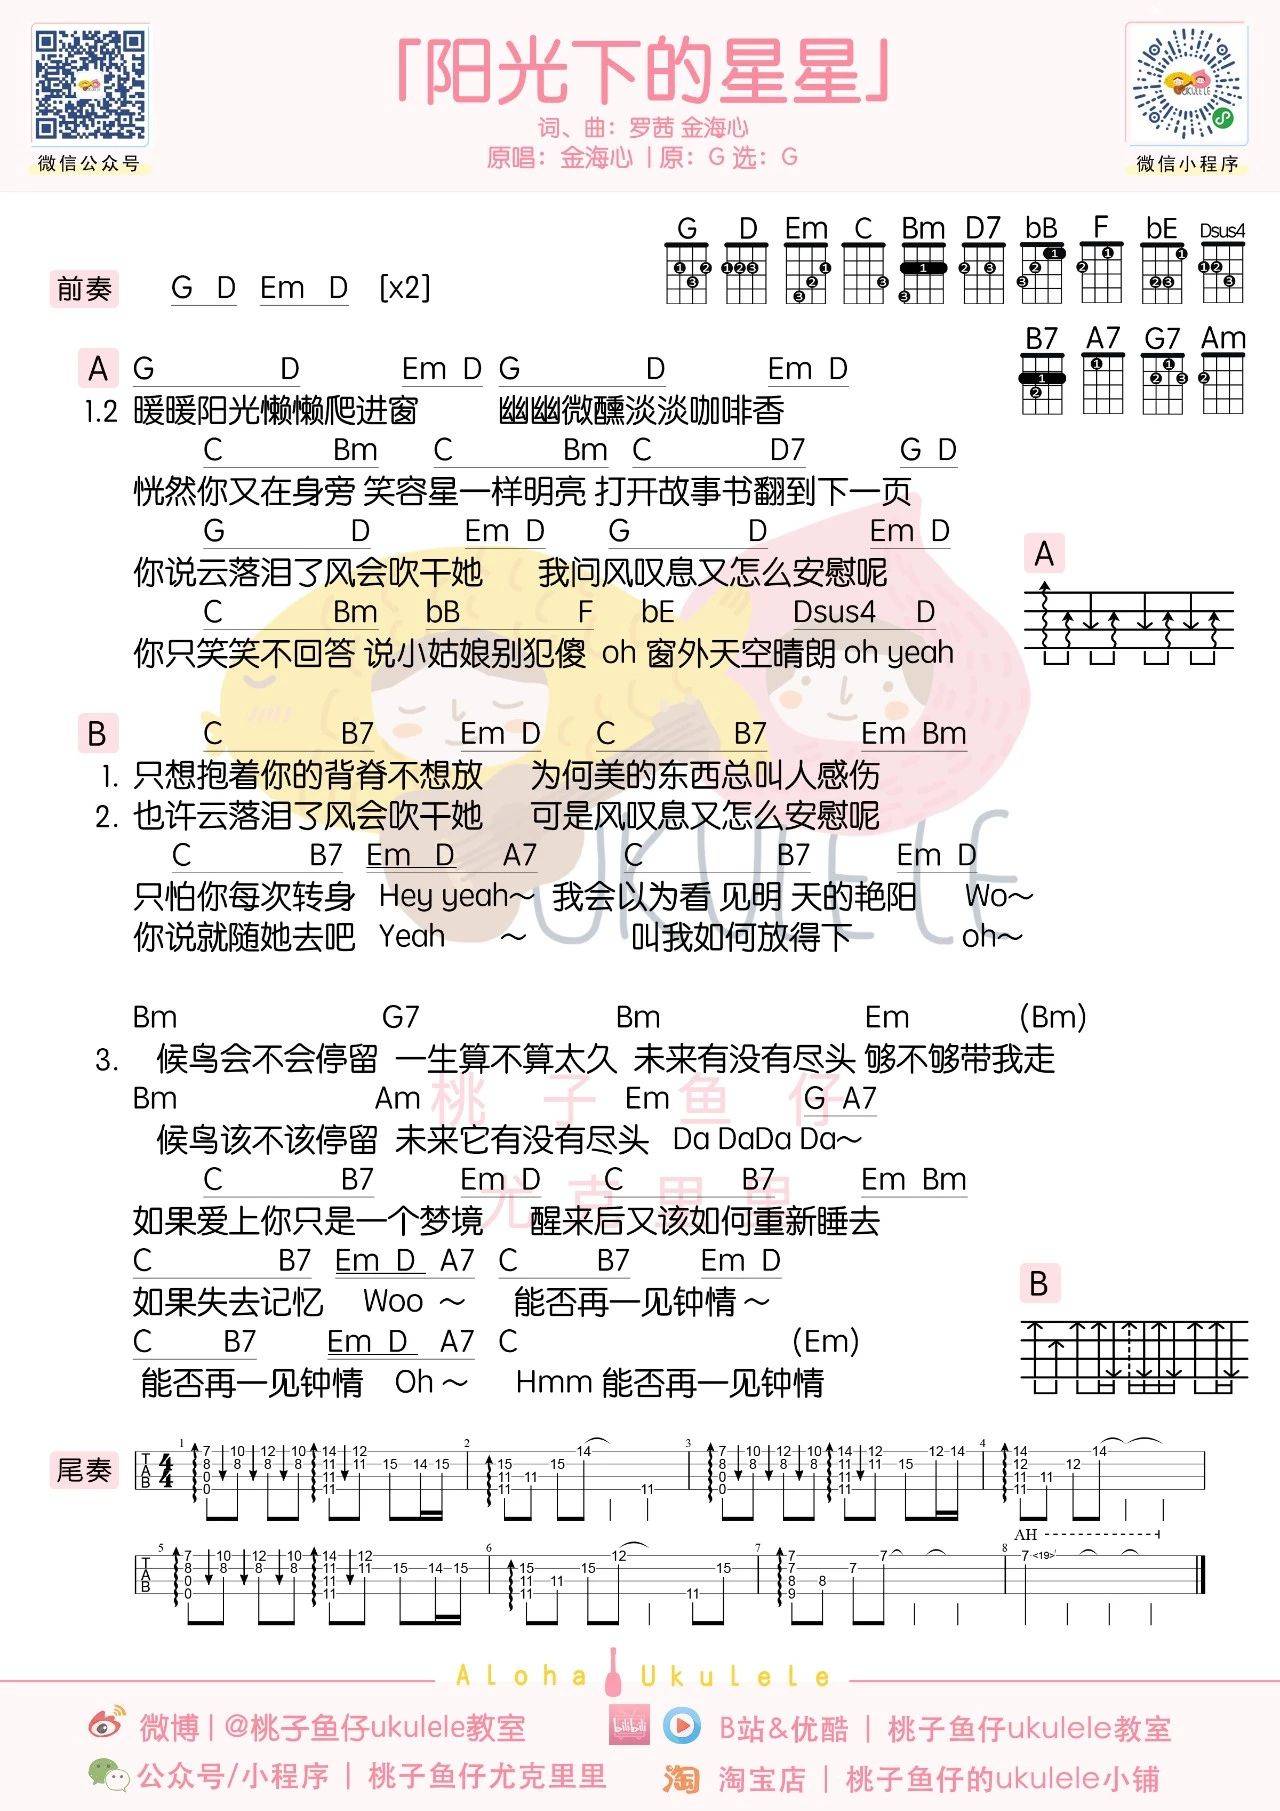 「阳光下的星星」
词、曲：罗茜 金海心
原唱：金海心 | 原：G 选：G
微信公众号
微信小程序
G D Em C Bm D7 bB F bE Dsus4
前奏 G D Em D [x2]
B7 A7 G7 Am
A G D Em D G D Em D
1.2 暖暖阳光懒懒爬进窗 幽幽微醺淡淡咖啡香
C Bm C Bm C D7 G D
恍然你又在身旁 笑容星一样明亮 打开故事书翻到下一页
G D Em D G D Em D
A
你说云落泪了风会吹干她 我问风叹息又怎么安慰呢
C Bm bB F bE Dsus4 D
你只笑笑不回答 说小姑娘别犯傻 oh 窗外天空晴朗 oh yeah
B C B7 Em D C B7 Em Bm
1. 只想抱着你的背脊不想放 为何美的东西总叫人感伤
2. 也许云落泪了风会吹干她 可是风叹息又怎么安慰呢
UKULELE
C B7 Em D A7 C B7 Em D
只怕你每次转身 Hey yeah～ 我会以为看 见明 天的艳阳 Wo～
你说就随她去吧 Yeah ～ 叫我如何放得下 oh～
Bm G7 Bm Em (Bm)
3. 候鸟会不会停留 一生算不算太久 未来有没有尽头 够不够带我走
桃子鱼仔
Bm Am Em G A7
候鸟该不该停留 未来它有没有尽头 Da DaDa Da～
尤克里里
C B7 Em D C B7 Em Bm
如果爱上你只是一个梦境 醒来后又该如何重新睡去
C B7 Em D A7 C B7 Em D
B
如果失去记忆 Woo ～ 能否再一见钟情～
C B7 Em D A7 C (Em)
能否再一见钟情 Oh～ Hmm 能否再一见钟情
尾奏
1 7 10 12 10 14 12 2 14 3 7 10 12 10 14 12 12 14 4 14 14
T 8 8 8 11 11 15 14 15 15 15 8 8 8 11 11 15 12 12
A 4 0 11 11 11 0 11 11 11
B 4 0 11 11 11 0 11 11
AH
5 7 10 12 10 14 12 6 12 7 7 7 8 7 <19>
8 8 8 11 11 15 14 15 15 15 15 7 7
0 11 11 11 8 8
0 11 11 11 9
Aloha Ukulele
微博 | @桃子鱼仔ukulele教室
bilibili B站&优酷 | 桃子鱼仔ukulele教室
公众号/小程序 | 桃子鱼仔尤克里里
淘 淘宝店 | 桃子鱼仔的ukulele小铺